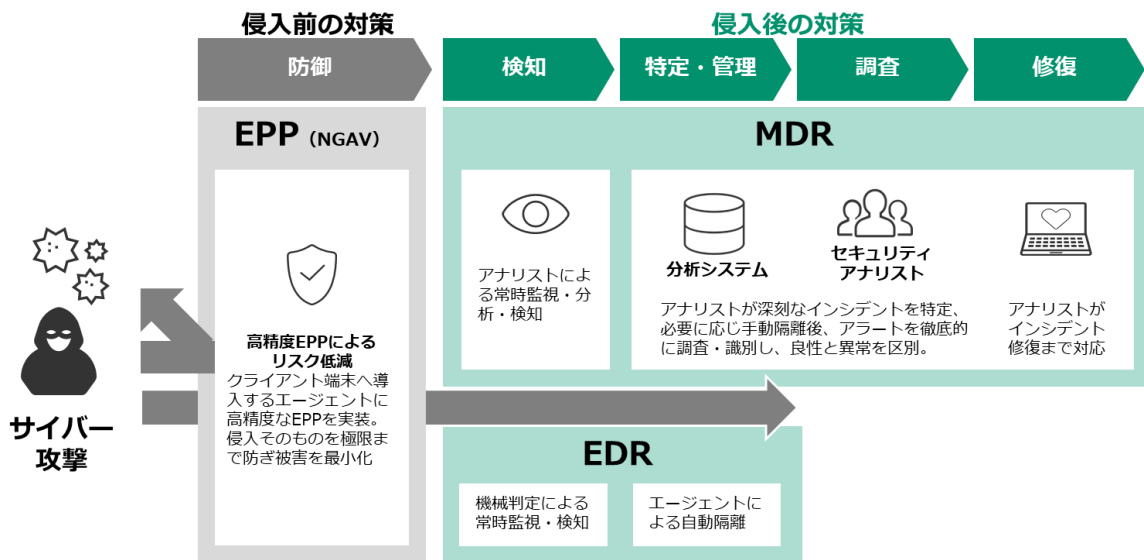 侵入前の対策
侵入後の対策
防御
検知
特定・管理
調査
修復
EPP（NGAV）
高精度EPPによる
リスク低減
クライアント端末へ導
入するエージェントに
高精度なEPPを実装。
侵入そのものを極限ま
で防ぎ被害を最小化
MDR
アナリストによ
る常時監視・分
析・検知
分析システム
セキュリティ
アナリスト
アナリストが深刻なインシデントを特定、
必要に応じ手動隔離後、アラートを徹底的
に調査・識別し、良性と異常を区別。
アナリストが
インシデント
修復まで対応
サイバー
攻撃
EDR
機械判定による
常時監視・検知
エージェントに
よる自動隔離